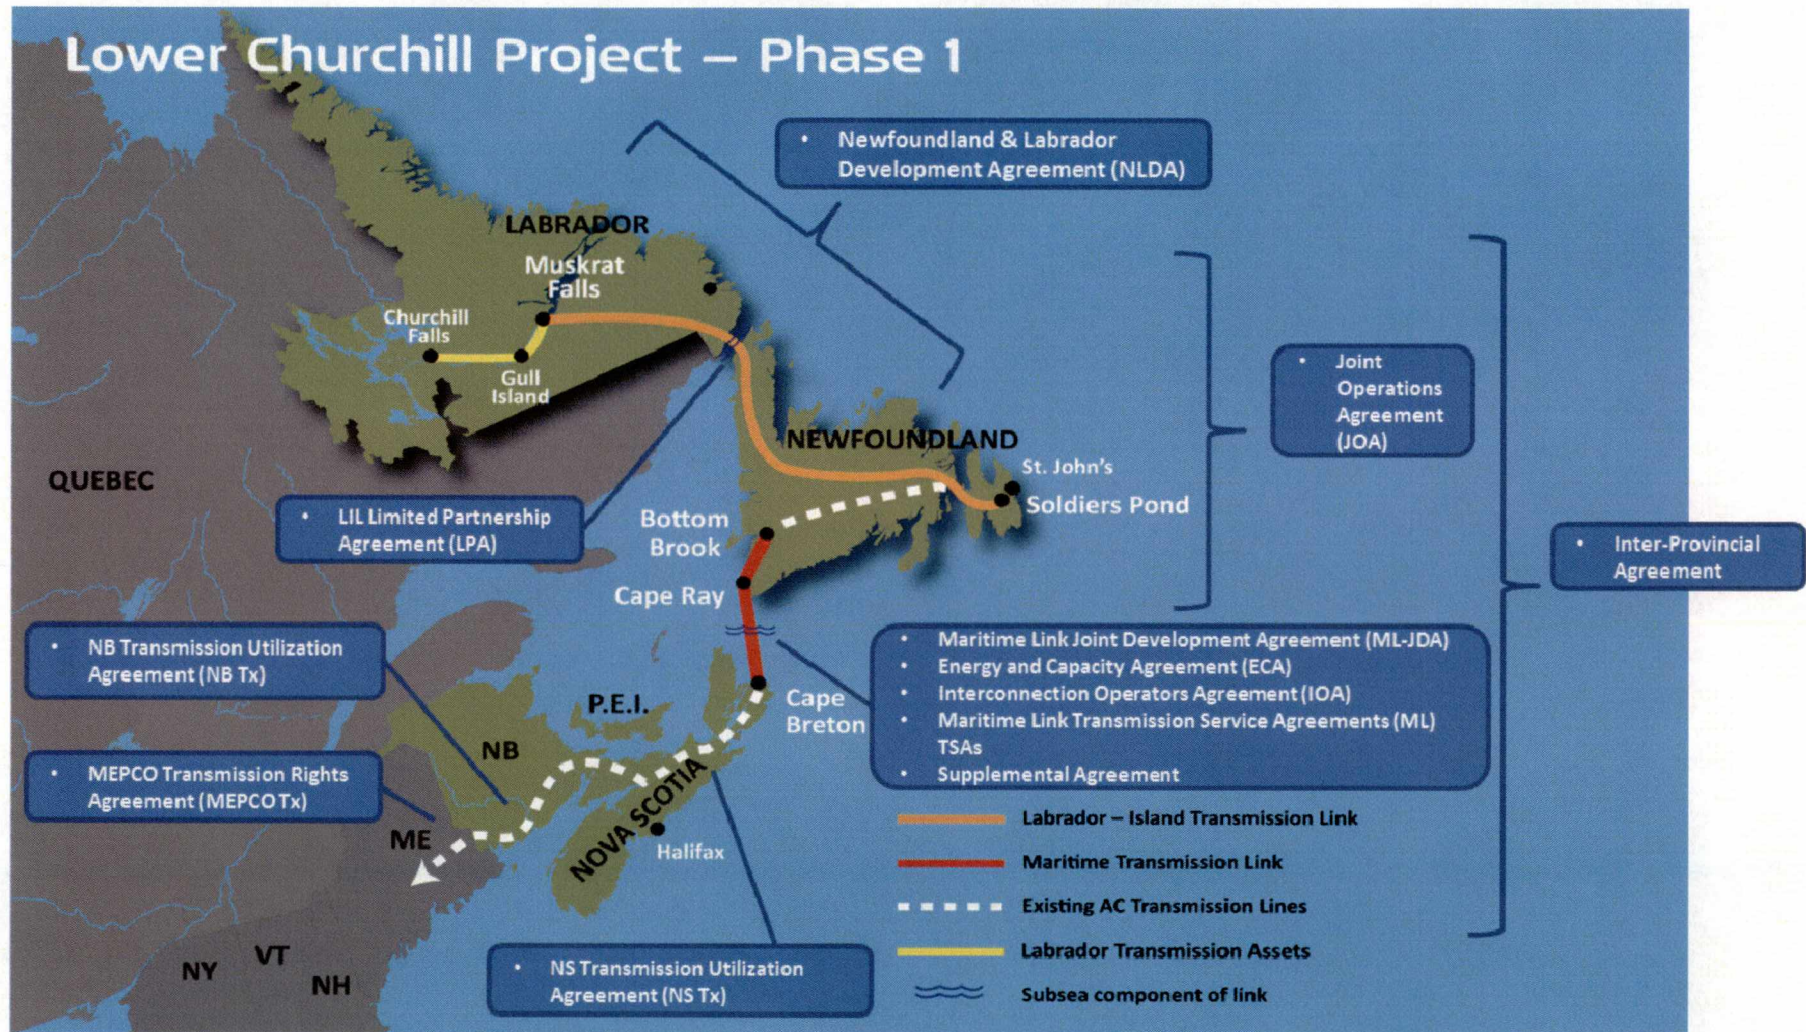 Lower Churchill Project – Phase 1
• Newfoundland & Labrador
Development Agreement (NLDA)
LABRADOR
Muskrat
Falls
Churchill
Falls
Gull
Island
• Joint
Operations
Agreement
(JOA)
NEWFOUNDLAND
St. John's
Soldiers Pond
QUEBEC
• LIL Limited Partnership
Agreement (LPA)
Bottom
Brook
• Inter-Provincial
Agreement
Cape Ray
• NB Transmission Utilization
Agreement (NB Tx)
• Maritime Link Joint Development Agreement (ML-JDA)
• Energy and Capacity Agreement (ECA)
• Interconnection Operators Agreement (IOA)
• Maritime Link Transmission Service Agreements (ML)
TSAs
• Supplemental Agreement
P.E.I.
Cape
Breton
NB
• MEPCO Transmission Rights
Agreement (MEPCO Tx)
ME
NOVA SCOTIA
Halifax
Labrador – Island Transmission Link
Maritime Transmission Link
Existing AC Transmission Lines
Labrador Transmission Assets
Subsea component of link
NY
VT
NH
• NS Transmission Utilization
Agreement (NS Tx)